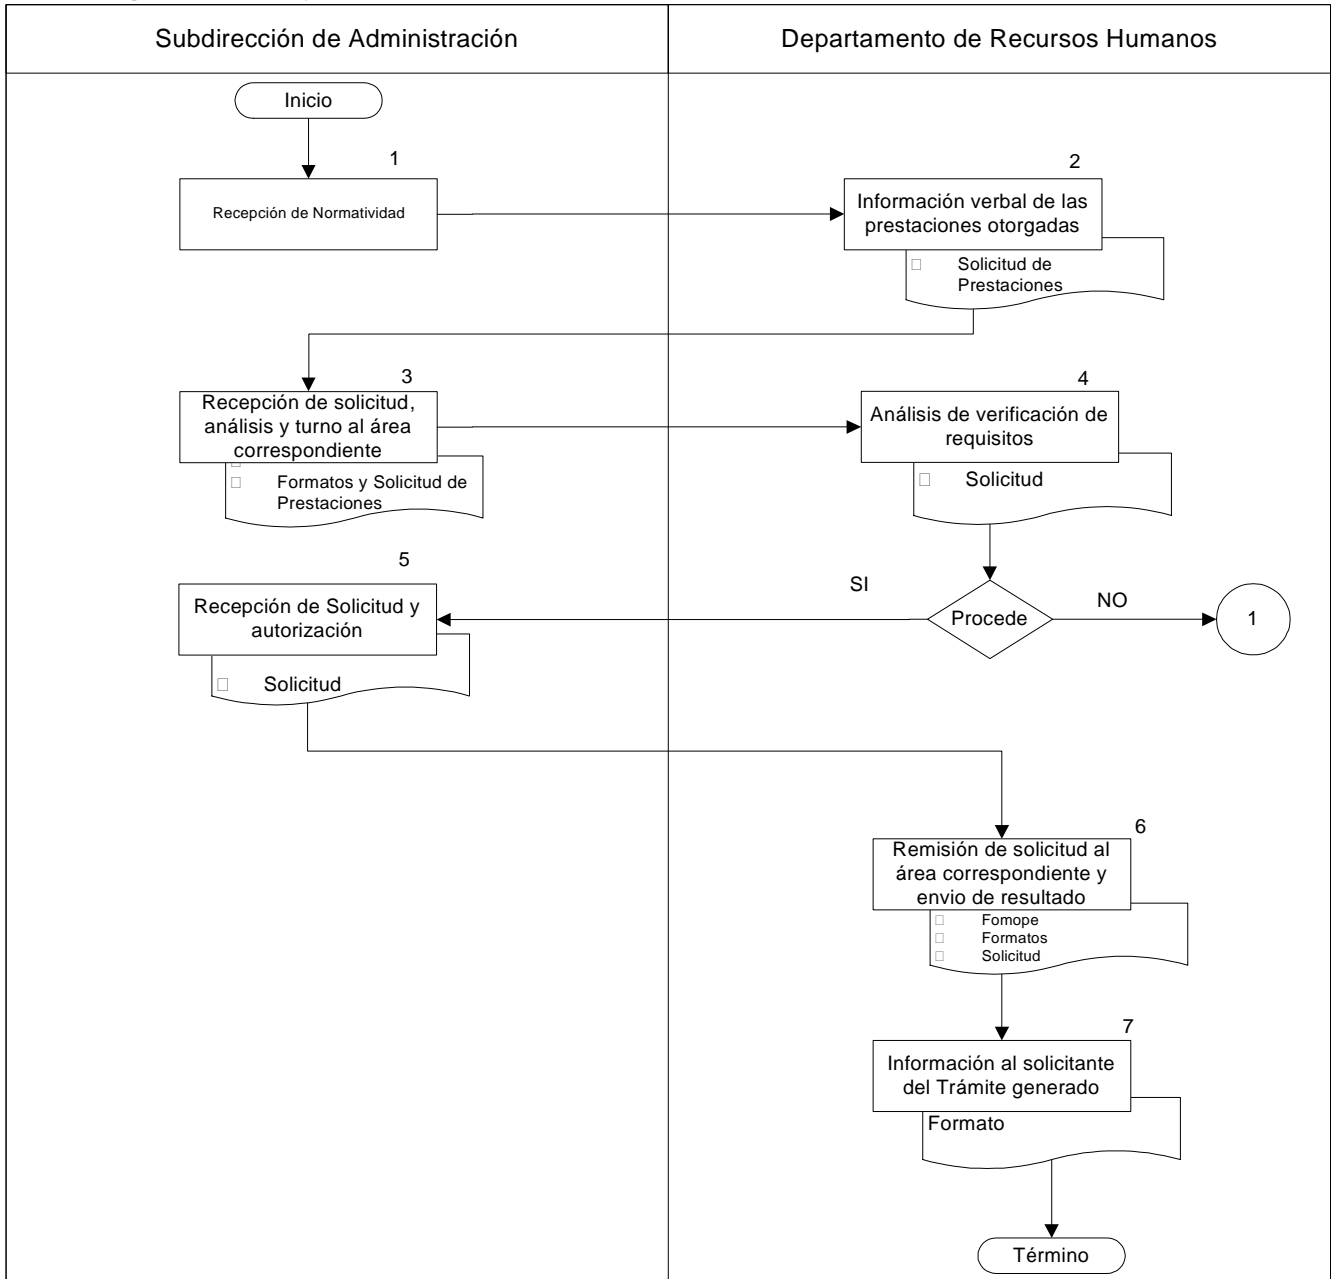 Subdirección de Administración
Departamento de Recursos Humanos
Inicio
1
Recepción de Normatividad
2
Información verbal de las
prestaciones otorgadas
Solicitud de
Prestaciones
3
Recepción de solicitud,
análisis y turno al área
correspondiente
Formatos y Solicitud de
Prestaciones
4
Análisis de verificación de
requisitos
Solicitud
Procede
SI
NO
1
5
Recepción de Solicitud y
autorización
Solicitud
6
Remisión de solicitud al
área correspondiente y
envio de resultado
Fomope
Formatos
Solicitud
7
Información al solicitante
del Trámite generado
Formato
Término